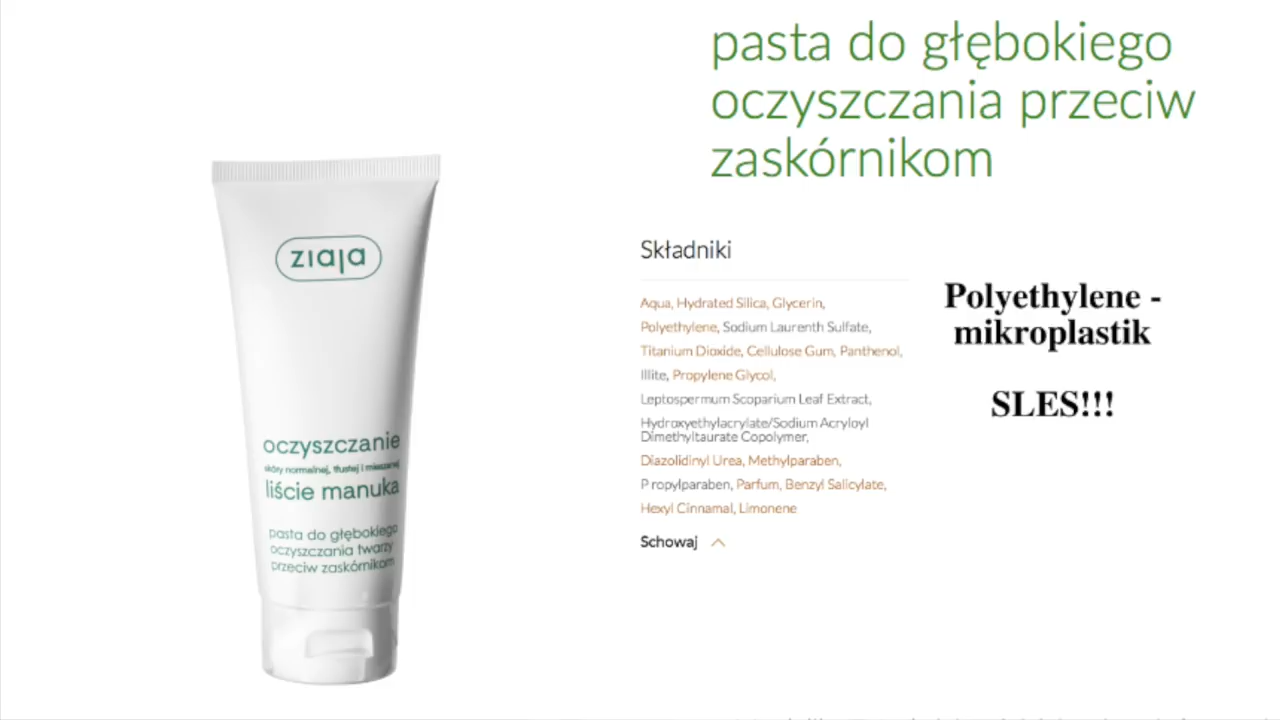 pasta do głębokiego
oczyszczania przeciw
zaskórnikom
ziaja
oczyszczanie
skóry normalnej, tłustej i mieszanej
liście manuka
pasta do głębokiego
oczyszczania twarzy
przeciw zaskórnikom
Składniki
Aqua, Hydrated Silica, Glycerin,
Polyethylene, Sodium Laurenth Sulfate,
Titanium Dioxide, Cellulose Gum, Panthenol,
Illite, Propylene Glycol,
Leptospermum Scoparium Leaf Extract,
Hydroxyethylacrylate/Sodium Acryloyl
Dimethyltaurate Copolymer,
Diazolidinyl Urea, Methylparaben,
P ropylparaben, Parfum, Benzyl Salicylate,
Hexyl Cinnamal, Limonene
Schowaj
Polyethylene -
mikroplastik
SLES!!!